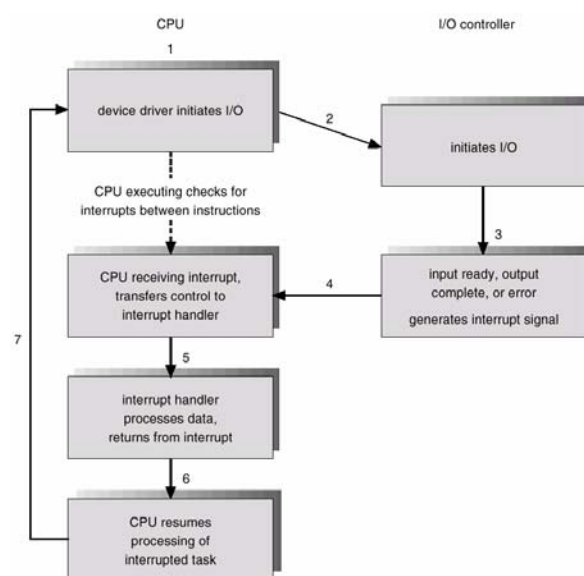 CPU
I/O controller
1
device driver initiates I/O
2
initiates I/O
CPU executing checks for
interrupts between instructions
3
CPU receiving interrupt,
transfers control to
interrupt handler
4
input ready, output
complete, or error
generates interrupt signal
7
5
interrupt handler
processes data,
returns from interrupt
6
CPU resumes
processing of
interrupted task